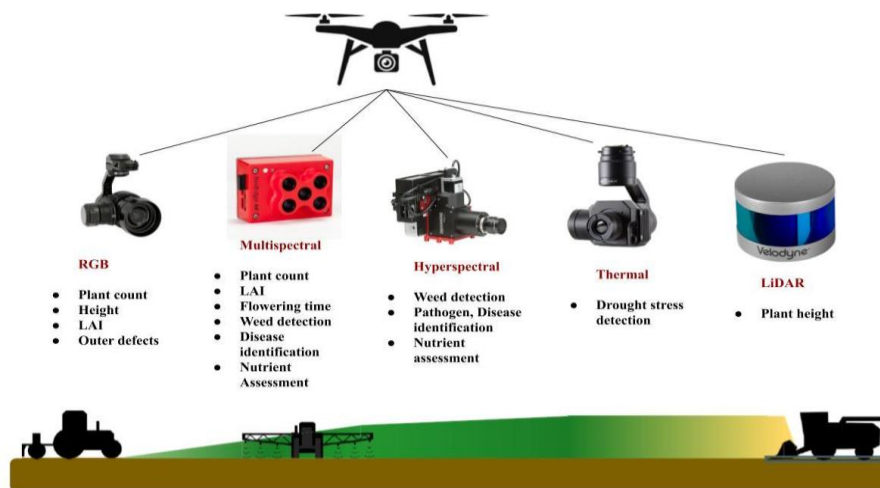 RGB
Plant count
Height
LAI
Outer defects
Multispectral
Plant count
LAI
Flowering time
Weed detection
Disease
identification
Nutrient
Assessment
Hyperspectral
Weed detection
Pathogen, Disease
identification
Nutrient
assessment
Thermal
Drought stress
detection
Velodyne
LiDAR
Plant height